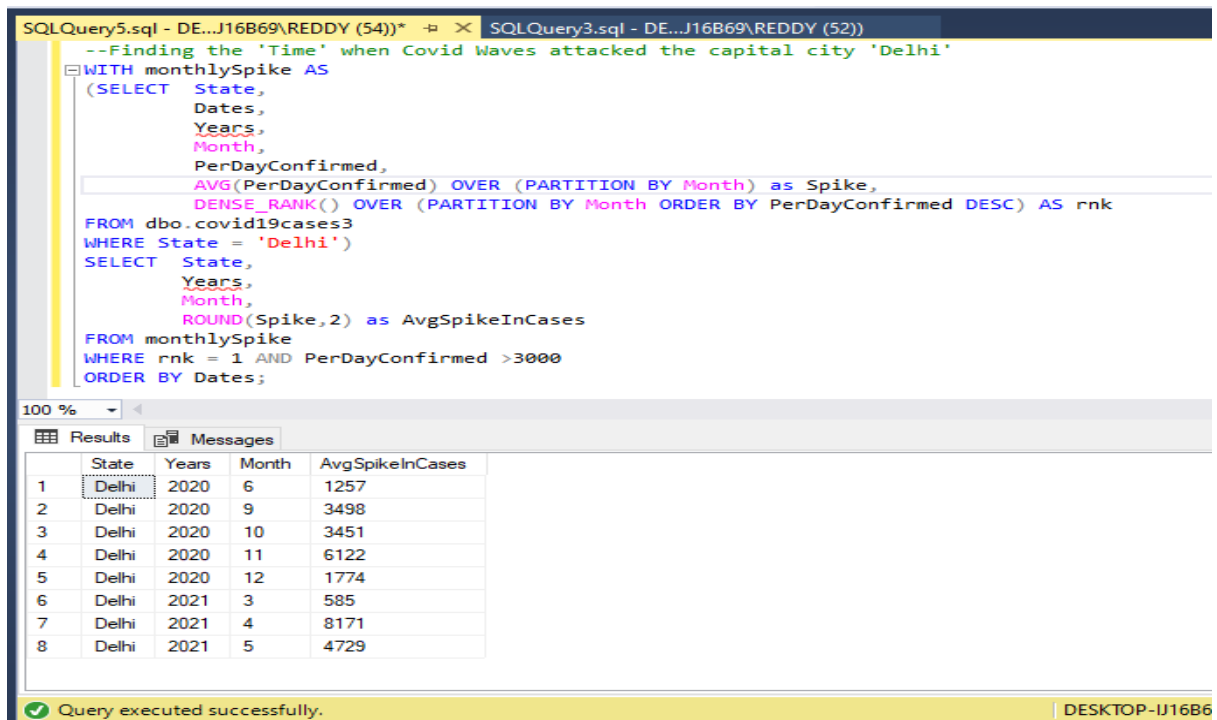 SQLQuery5.sql - DE...J16B69\REDDY (54))* SQLQuery3.sql - DE...J16B69\REDDY (52))
--Finding the 'Time' when Covid Waves attacked the capital city 'Delhi'
WITH monthlySpike AS
(SELECT State,
Dates,
Years,
Month,
PerDayConfirmed,
AVG(PerDayConfirmed) OVER (PARTITION BY Month) as Spike,
DENSE_RANK() OVER (PARTITION BY Month ORDER BY PerDayConfirmed DESC) AS rnk
FROM dbo.covid19cases3
WHERE State = 'Delhi')
SELECT State,
Years,
Month,
ROUND(Spike,2) as AvgSpikeInCases
FROM monthlySpike
WHERE rnk = 1 AND PerDayConfirmed >3000
ORDER BY Dates;
100 %
Results Messages
State Years Month AvgSpikeInCases
1 Delhi 2020 6 1257
2 Delhi 2020 9 3498
3 Delhi 2020 10 3451
4 Delhi 2020 11 6122
5 Delhi 2020 12 1774
6 Delhi 2021 3 585
7 Delhi 2021 4 8171
8 Delhi 2021 5 4729
Query executed successfully. DESKTOP-IJ16B6